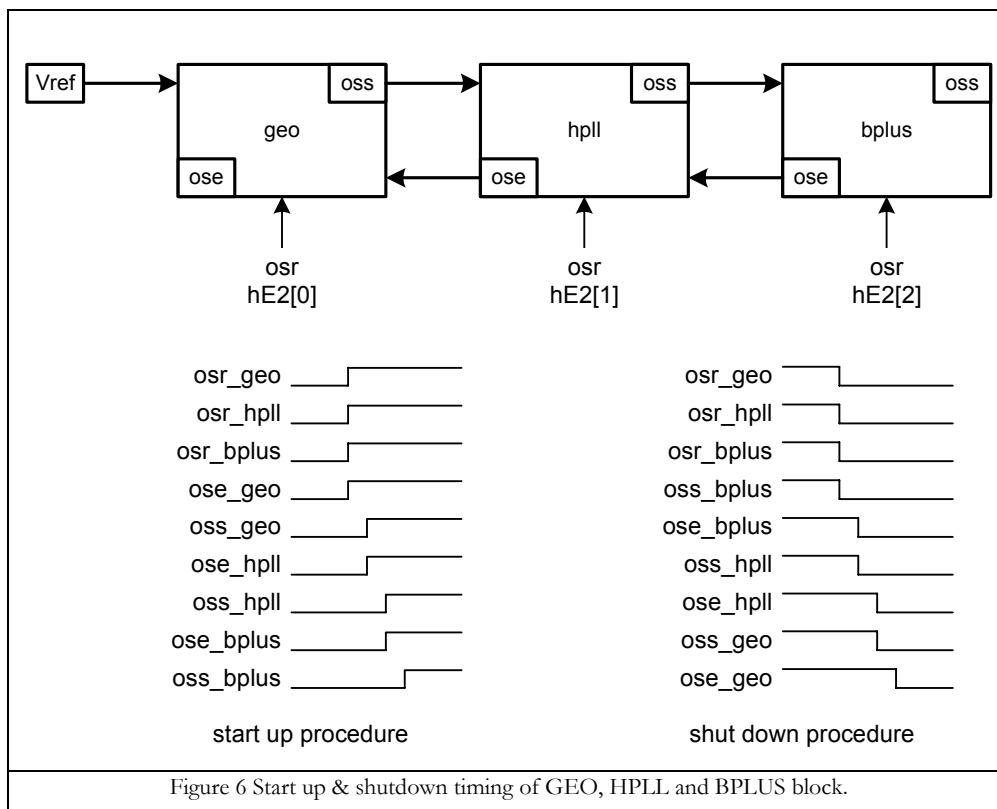 Vref
oss
geo
ose
osr
hE2[0]
oss
hpll
ose
osr
hE2[1]
oss
bplus
ose
osr
hE2[2]
osr_geo
osr_hpll
osr_bplus
ose_geo
oss_geo
ose_hpll
oss_hpll
ose_bplus
oss_bplus
start up procedure
osr_geo
osr_hpll
osr_bplus
oss_bplus
ose_bplus
oss_hpll
ose_hpll
oss_geo
ose_geo
shut down procedure
Figure 6 Start up & shutdown timing of GEO, HPLL and BPLUS block.